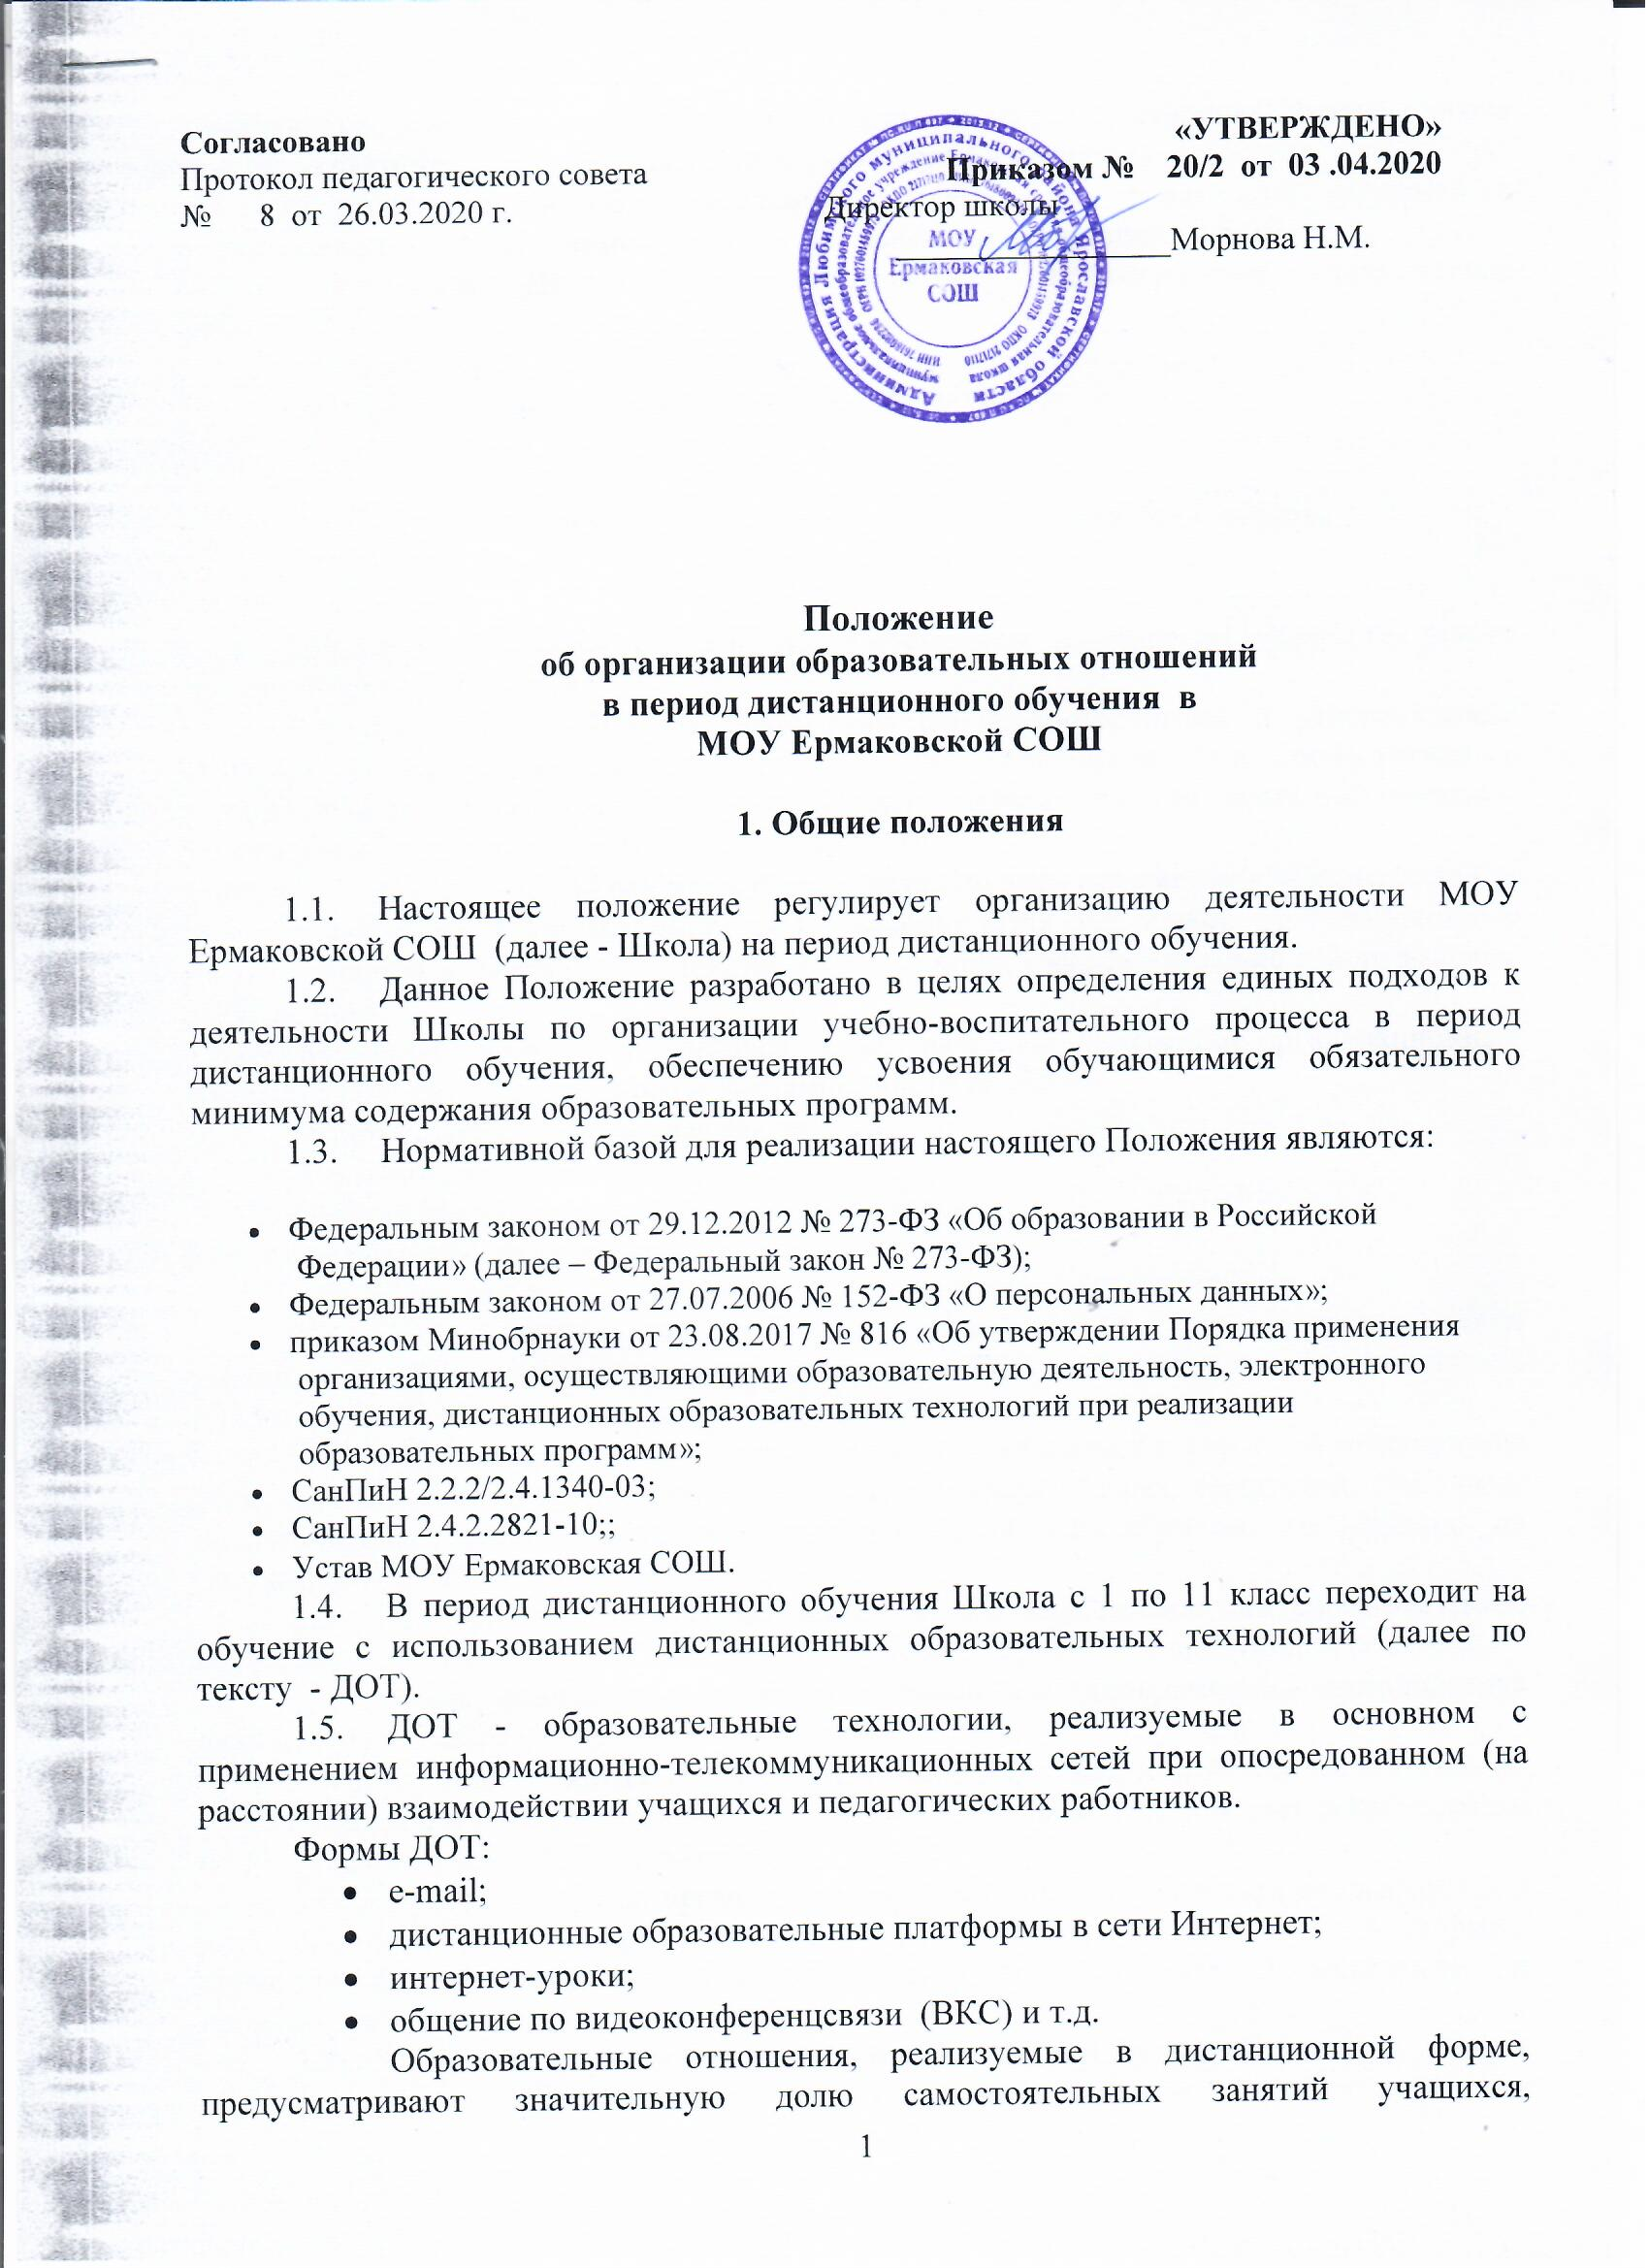 Согласовано
Протокол педагогического совета
№ 8 от 26.03.2020 г.
«УТВЕРЖДЕНО»
Приказом № 20/2 от 03 .04.2020
Директор школы
Морнова Н.М.
Администрация Любимского муниципального района Ярославской области
МОУ
Ермаковская
СОШ
Положение
об организации образовательных отношений
в период дистанционного обучения в
МОУ Ермаковской СОШ
1. Общие положения
1.1. Настоящее положение регулирует организацию деятельности МОУ
Ермаковской СОШ (далее - Школа) на период дистанционного обучения.
1.2. Данное Положение разработано в целях определения единых подходов к
деятельности Школы по организации учебно-воспитательного процесса в период
дистанционного обучения, обеспечению усвоения обучающимися обязательного
минимума содержания образовательных программ.
1.3. Нормативной базой для реализации настоящего Положения являются:
• Федеральным законом от 29.12.2012 № 273-ФЗ «Об образовании в Российской
Федерации» (далее – Федеральный закон № 273-ФЗ);
• Федеральным законом от 27.07.2006 № 152-ФЗ «О персональных данных»;
• приказом Минобрнауки от 23.08.2017 № 816 «Об утверждении Порядка применения
организациями, осуществляющими образовательную деятельность, электронного
обучения, дистанционных образовательных технологий при реализации
образовательных программ»;
• СанПиН 2.2.2/2.4.1340-03;
• СанПиН 2.4.2.2821-10;;
• Устав МОУ Ермаковская СОШ.
1.4. В период дистанционного обучения Школа с 1 по 11 класс переходит на
обучение с использованием дистанционных образовательных технологий (далее по
тексту - ДОТ).
1.5. ДОТ - образовательные технологии, реализуемые в основном с
применением информационно-телекоммуникационных сетей при опосредованном (на
расстоянии) взаимодействии учащихся и педагогических работников.
Формы ДОТ:
• e-mail;
• дистанционные образовательные платформы в сети Интернет;
• интернет-уроки;
• общение по видеоконференцсвязи (ВКС) и т.д.
Образовательные отношения, реализуемые в дистанционной форме,
предусматривают значительную долю самостоятельных занятий учащихся,
1